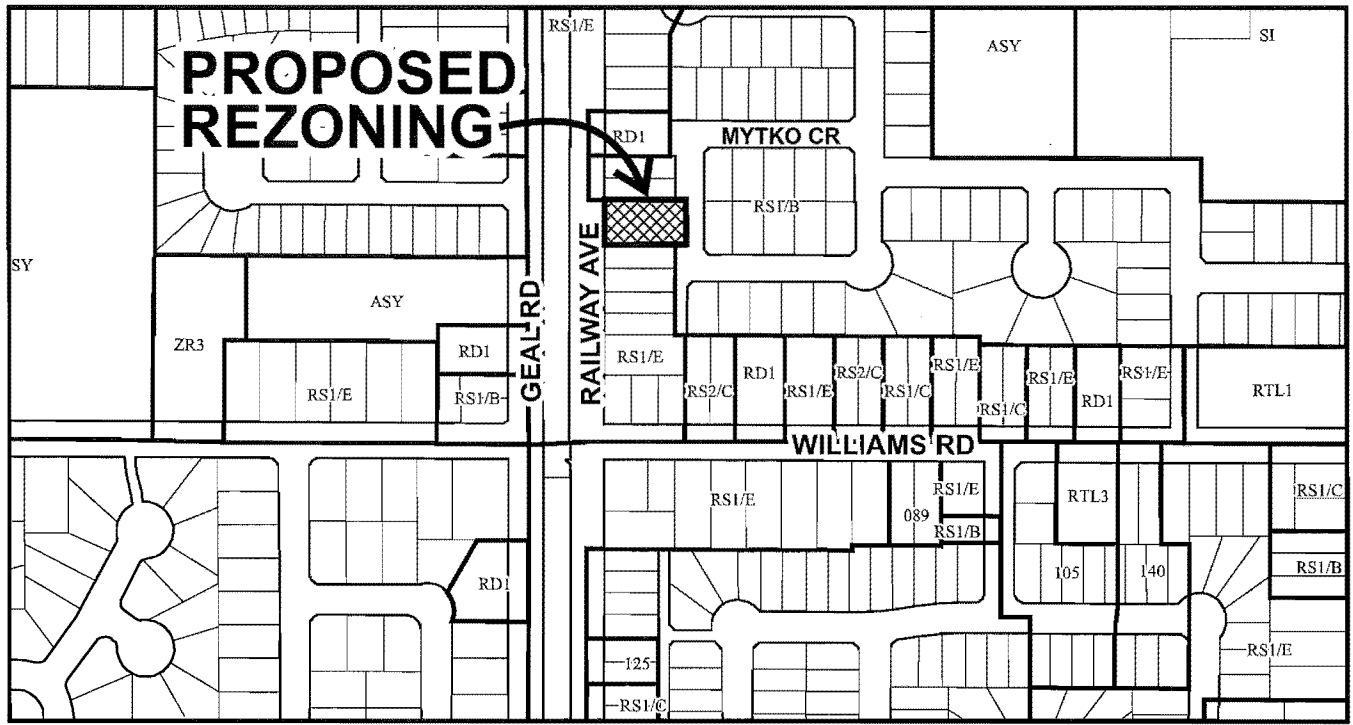 RS1/E
ASY
SI
PROPOSED
REZONING
RD1
MYTKO CR
RS1/B
SY
ASY
GEAL RD
RAILWAY AVE
ZR3
RD1
RS1/E
RS1/E
RS1/B
RS2/C
RD1
RS1/E
RS2/C
RS1/C
RS1/E
RS1/C
RS1/E
RD1
RS1/E
RTL1
WILLIAMS RD
RS1/E
089
RS1/E
RS1/B
RTL3
RS1/C
RD1
105
140
RS1/B
125
RS1/C
RS1/E